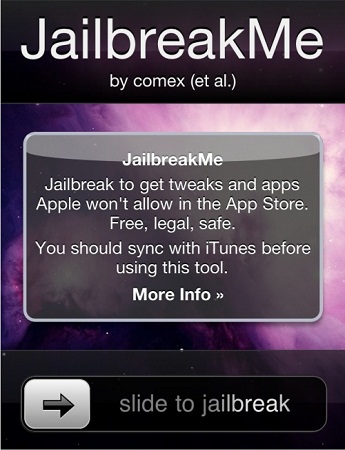 JailbreakMe
by comex (et al.)
JailbreakMe
Jailbreak to get tweaks and apps
Apple won't allow in the App Store.
Free, legal, safe.
You should sync with iTunes before
using this tool.
More Info »
slide to jailbreak